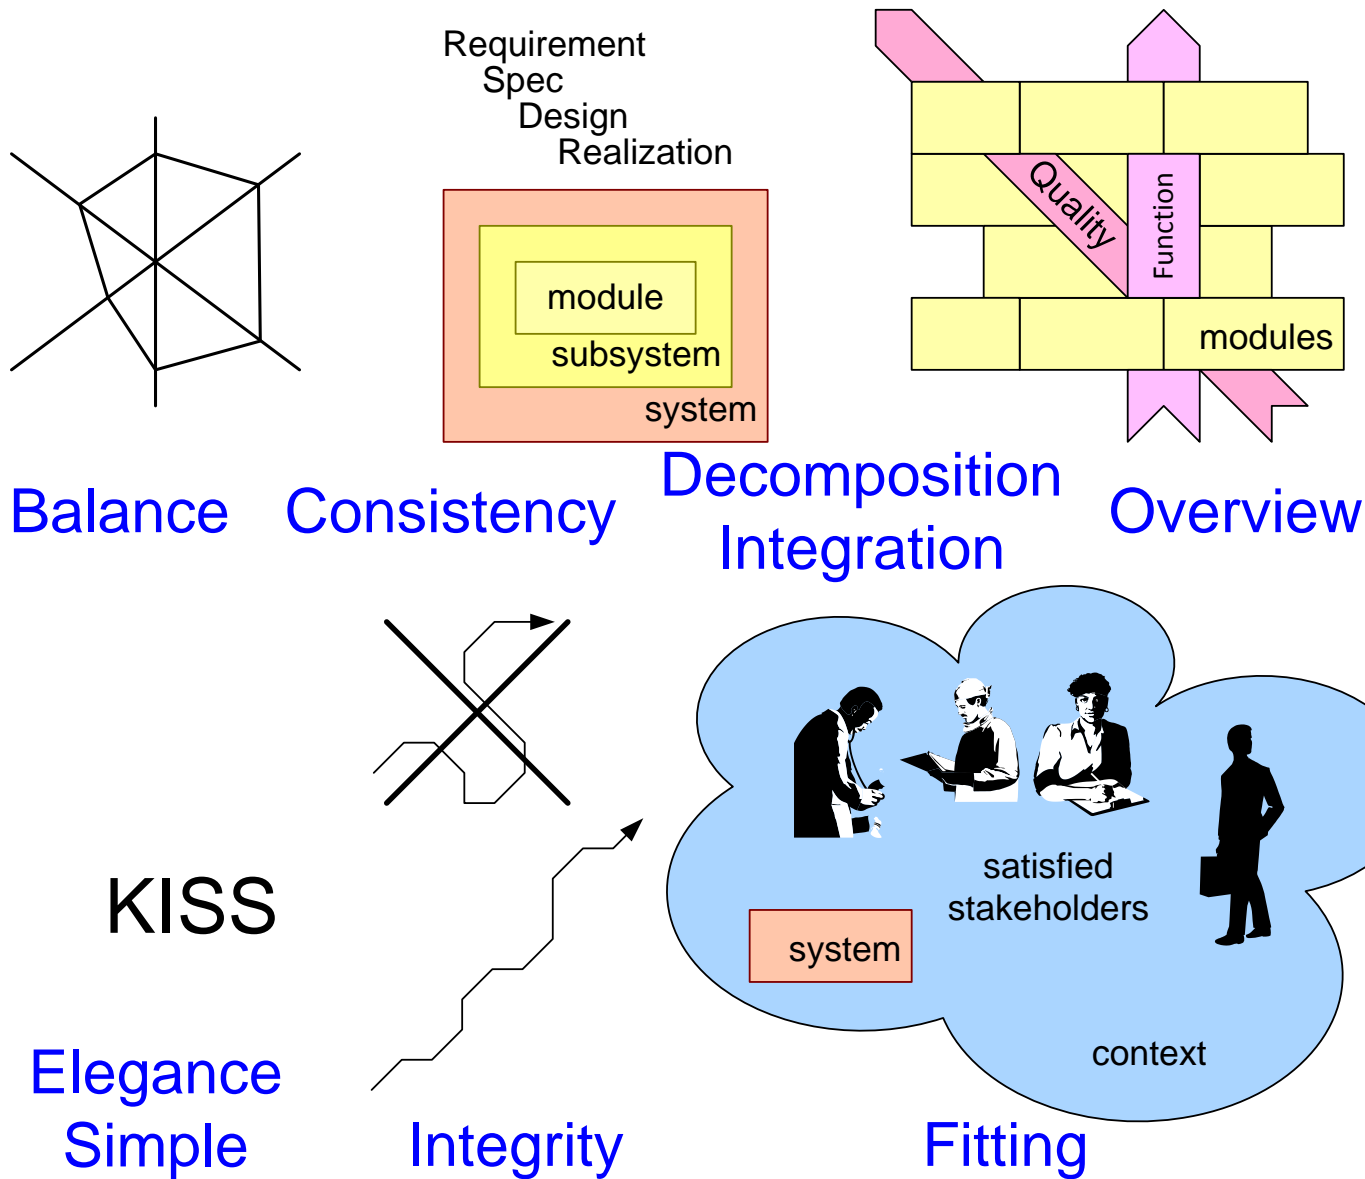 Requirement
Spec
Design
Realization
module
subsystem
system
Quality
Function
modules
Balance
Consistency
Decomposition
Integration
Overview
KISS
satisfied
stakeholders
system
context
Elegance
Simple
Integrity
Fitting